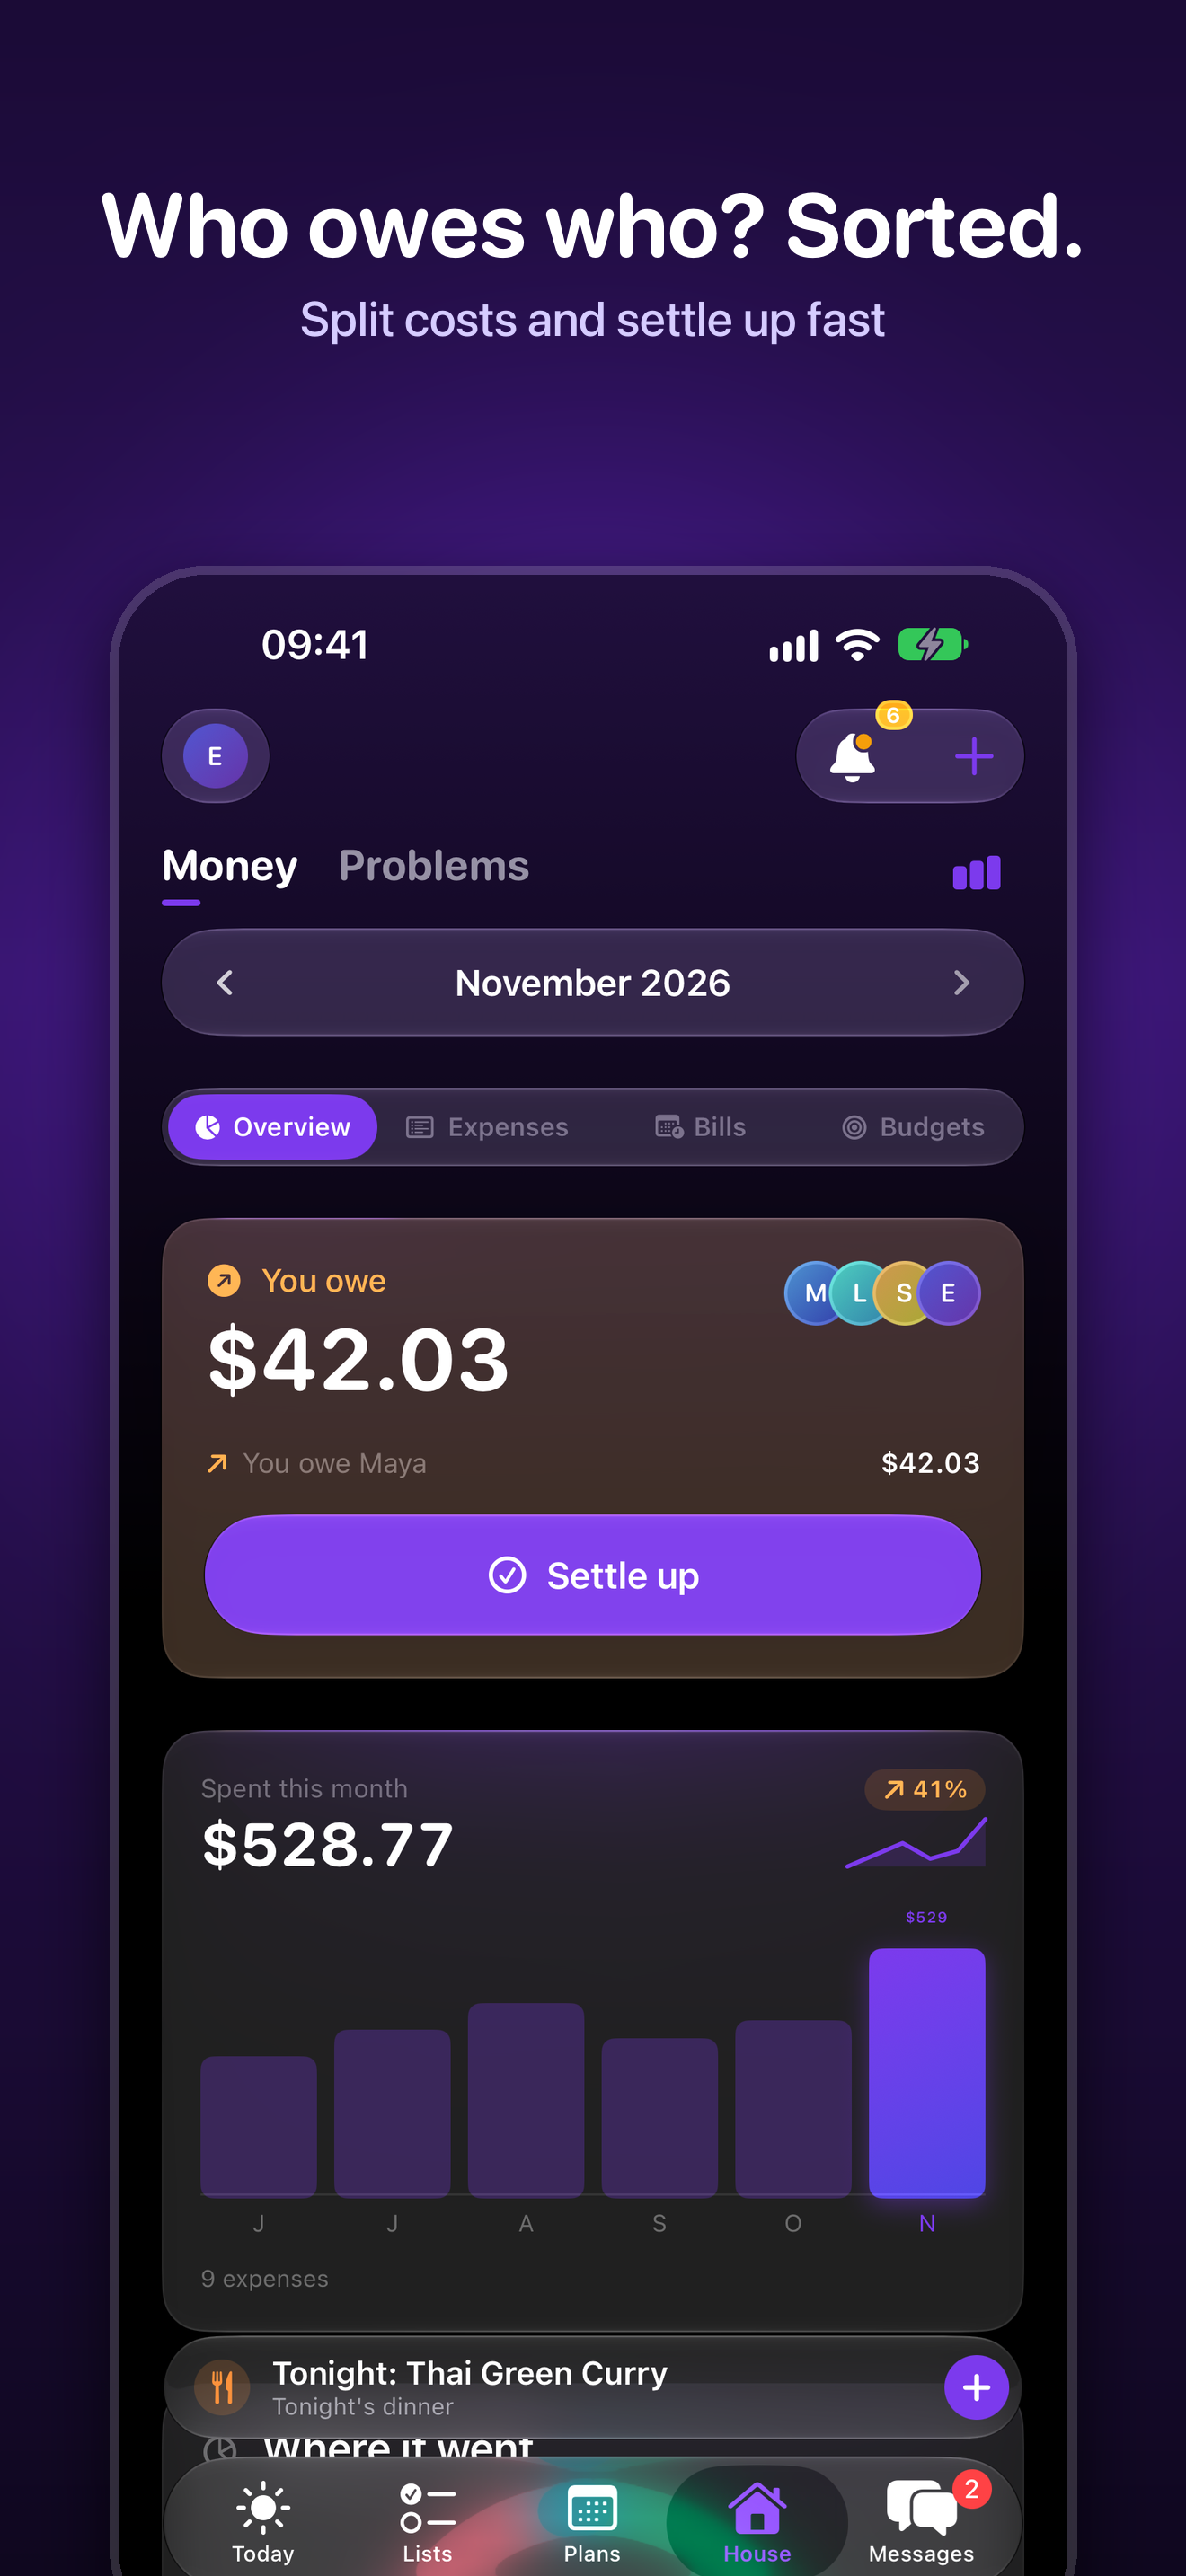 Who owes who? Sorted.
Split costs and settle up fast
09:41
6
E
Money Problems
November 2026
Overview Expenses Bills Budgets
You owe
M L S E
$42.03
You owe Maya $42.03
Settle up
Spent this month
41%
$528.77
$529
J J A S O N
9 expenses
Tonight: Thai Green Curry
Tonight's dinner
Where it went
2
Today Lists Plans House Messages